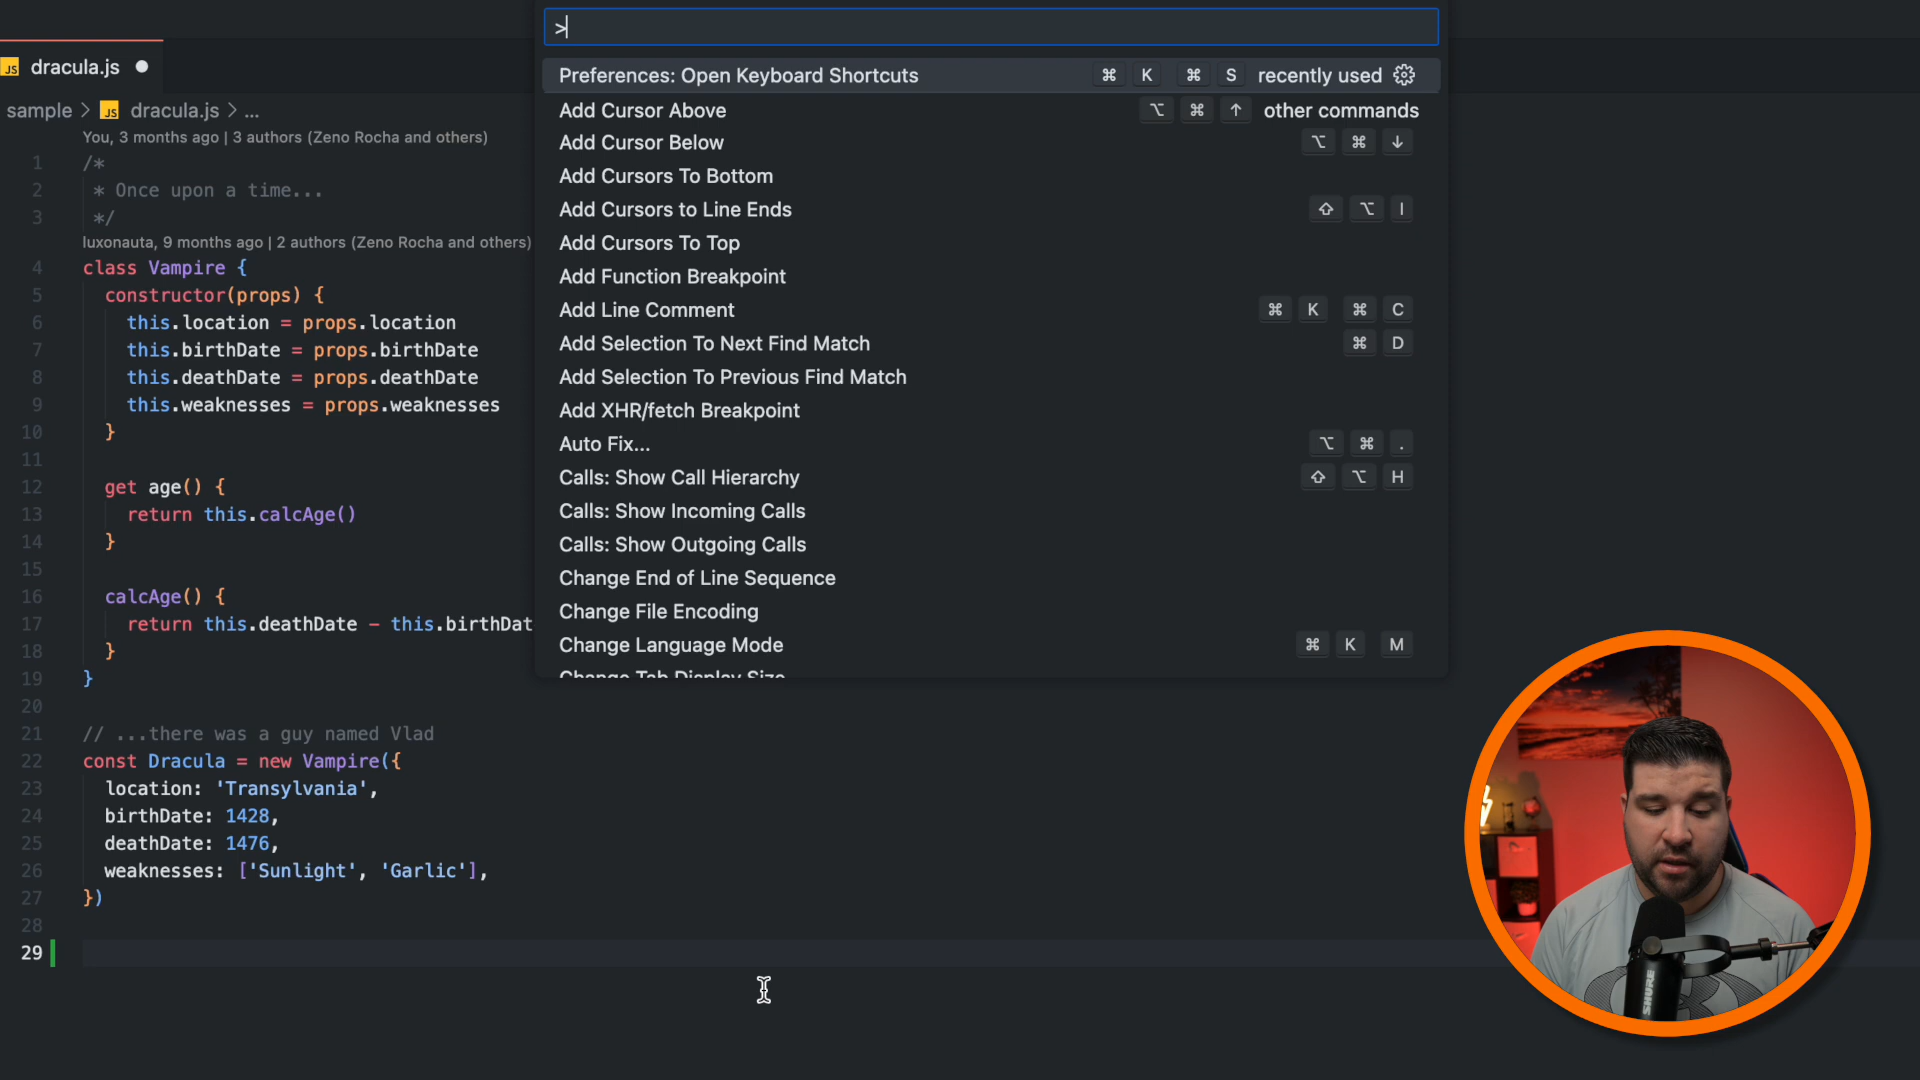 >
JS dracula.js
Preferences: Open Keyboard Shortcuts ⌘ K ⌘ S recently used
sample > JS dracula.js > ...
Add Cursor Above ⌥ ⌘ ↑ other commands
Add Cursor Below ⌥ ⌘ ↓
Add Cursors To Bottom
Add Cursors to Line Ends ⇧ ⌥ I
Add Cursors To Top
Add Function Breakpoint
Add Line Comment ⌘ K ⌘ C
Add Selection To Next Find Match ⌘ D
Add Selection To Previous Find Match
Add XHR/fetch Breakpoint
Auto Fix... ⌥ ⌘ .
Calls: Show Call Hierarchy ⇧ ⌥ H
Calls: Show Incoming Calls
Calls: Show Outgoing Calls
Change End of Line Sequence
Change File Encoding
Change Language Mode ⌘ K M
Change Tab Display Size
You, 3 months ago | 3 authors (Zeno Rocha and others)
1 /*
2 * Once upon a time...
3 */
luxonauta, 9 months ago | 2 authors (Zeno Rocha and others)
4 class Vampire {
5 constructor(props) {
6 this.location = props.location
7 this.birthDate = props.birthDate
8 this.deathDate = props.deathDate
9 this.weaknesses = props.weaknesses
10 }
11
12 get age() {
13 return this.calcAge()
14 }
15
16 calcAge() {
17 return this.deathDate - this.birthDat
18 }
19 }
20
21 // ...there was a guy named Vlad
22 const Dracula = new Vampire({
23 location: 'Transylvania',
24 birthDate: 1428,
25 deathDate: 1476,
26 weaknesses: ['Sunlight', 'Garlic'],
27 })
28
29
SHURE